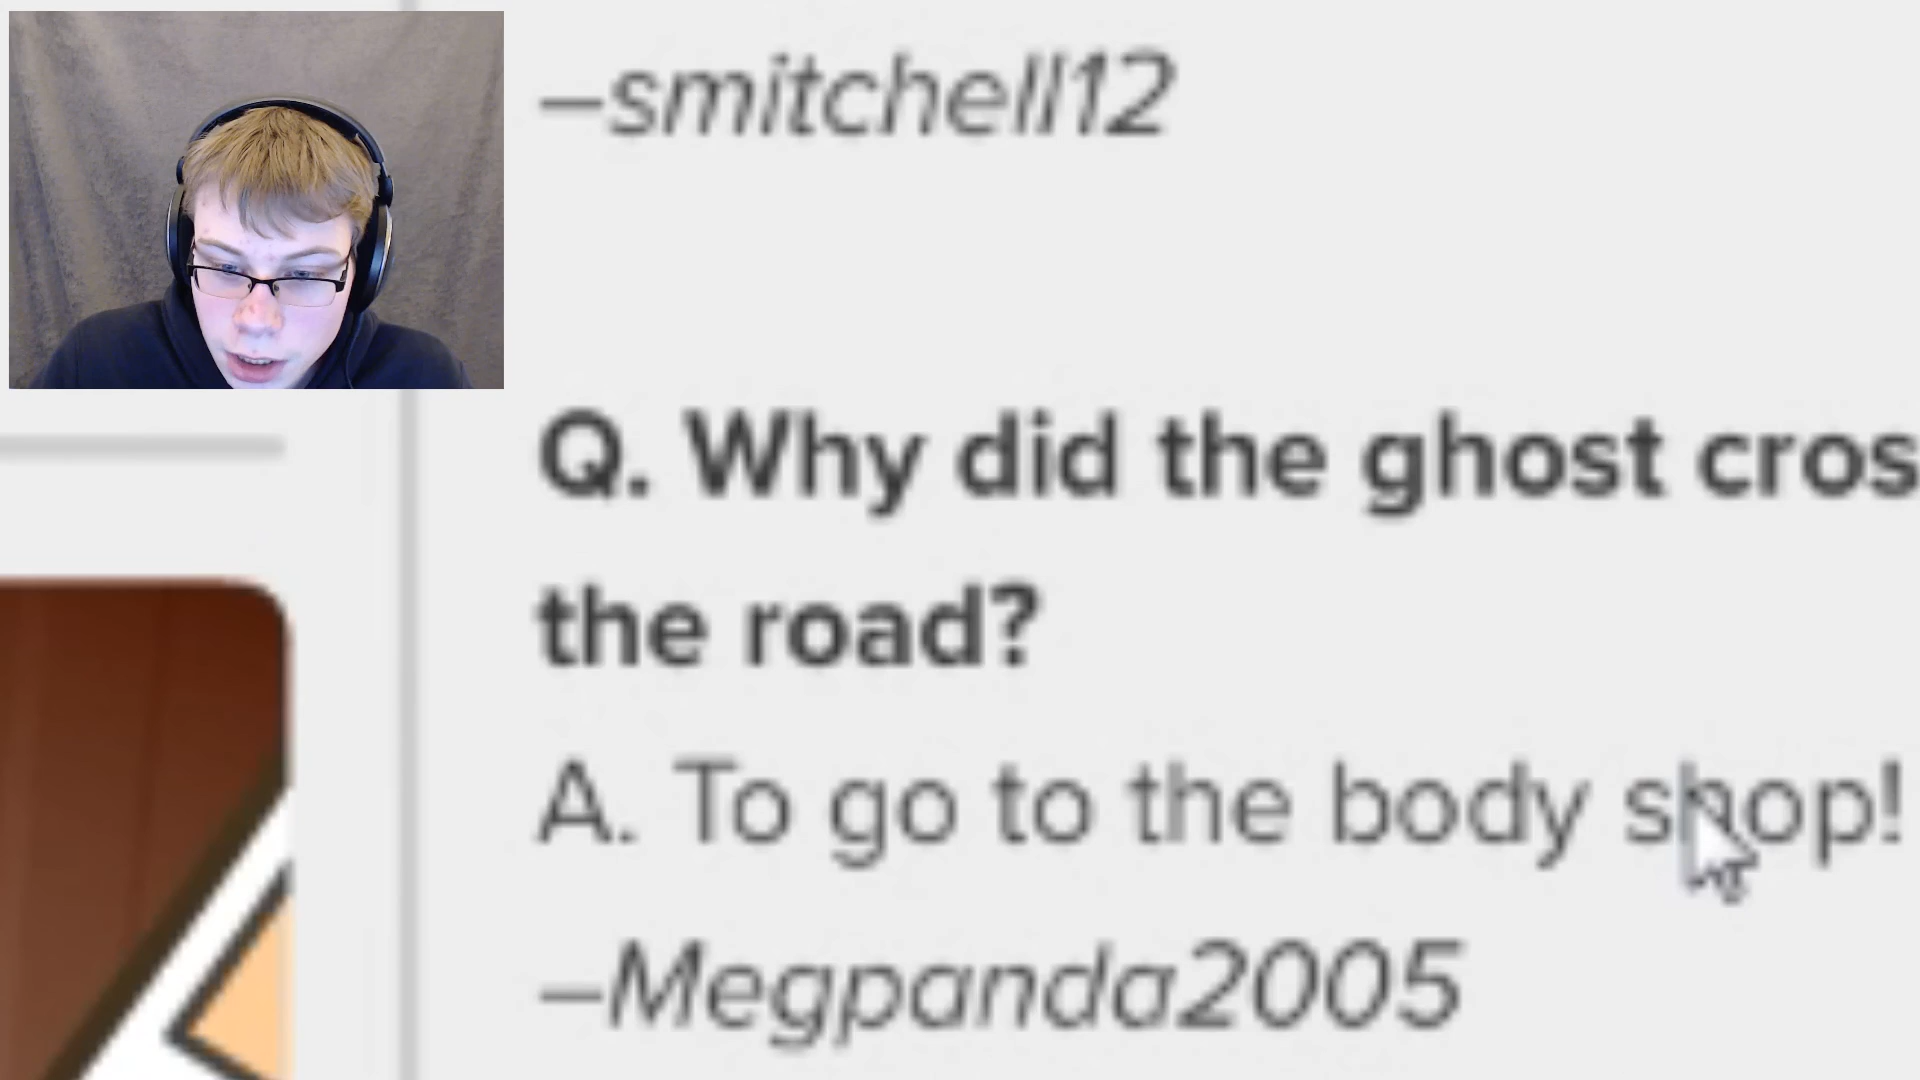 –smitchell12
Q. Why did the ghost cros
the road?
A. To go to the body shop!
–Megpanda2005